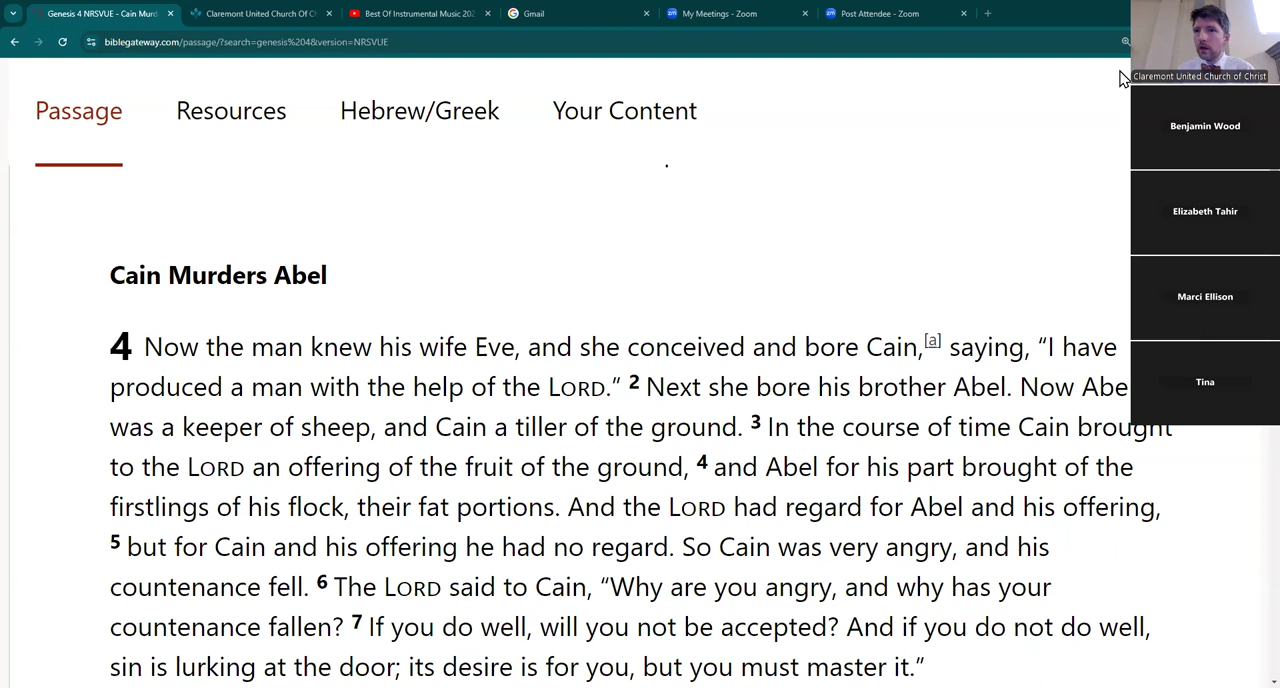 Genesis 4 NRSVUE - Cain Murd
Claremont United Church Of C
Best Of Instrumental Music 202
Gmail
My Meetings - Zoom
Post Attendee - Zoom
biblegateway.com/passage/?search=genesis%204&version=NRSVUE
Claremont United Church of Christ
Passage Resources Hebrew/Greek Your Content
Benjamin Wood
Elizabeth Tahir
Marci Ellison
Tina
Cain Murders Abel
4 Now the man knew his wife Eve, and she conceived and bore Cain,[a] saying, “I have
produced a man with the help of the LORD.” 2 Next she bore his brother Abel. Now Abe
was a keeper of sheep, and Cain a tiller of the ground. 3 In the course of time Cain brought
to the LORD an offering of the fruit of the ground, 4 and Abel for his part brought of the
firstlings of his flock, their fat portions. And the LORD had regard for Abel and his offering,
5 but for Cain and his offering he had no regard. So Cain was very angry, and his
countenance fell. 6 The LORD said to Cain, “Why are you angry, and why has your
countenance fallen? 7 If you do well, will you not be accepted? And if you do not do well,
sin is lurking at the door; its desire is for you, but you must master it.”